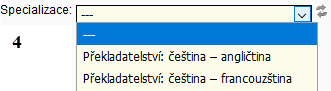 Specializace: ---
4
---
Překladatelství: čeština – angličtina
Překladatelství: čeština – francouzština